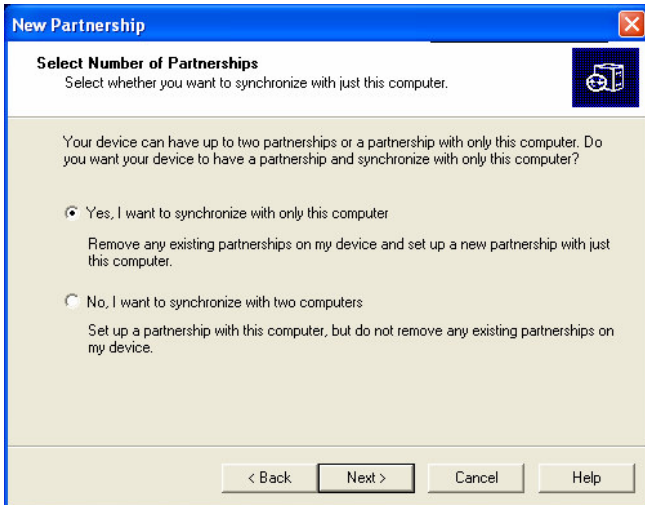 New Partnership
Select Number of Partnerships
Select whether you want to synchronize with just this computer.
Your device can have up to two partnerships or a partnership with only this computer. Do
you want your device to have a partnership and synchronize with only this computer?
Yes, I want to synchronize with only this computer
Remove any existing partnerships on my device and set up a new partnership with just
this computer.
No, I want to synchronize with two computers
Set up a partnership with this computer, but do not remove any existing partnerships on
my device.
< Back Next > Cancel Help